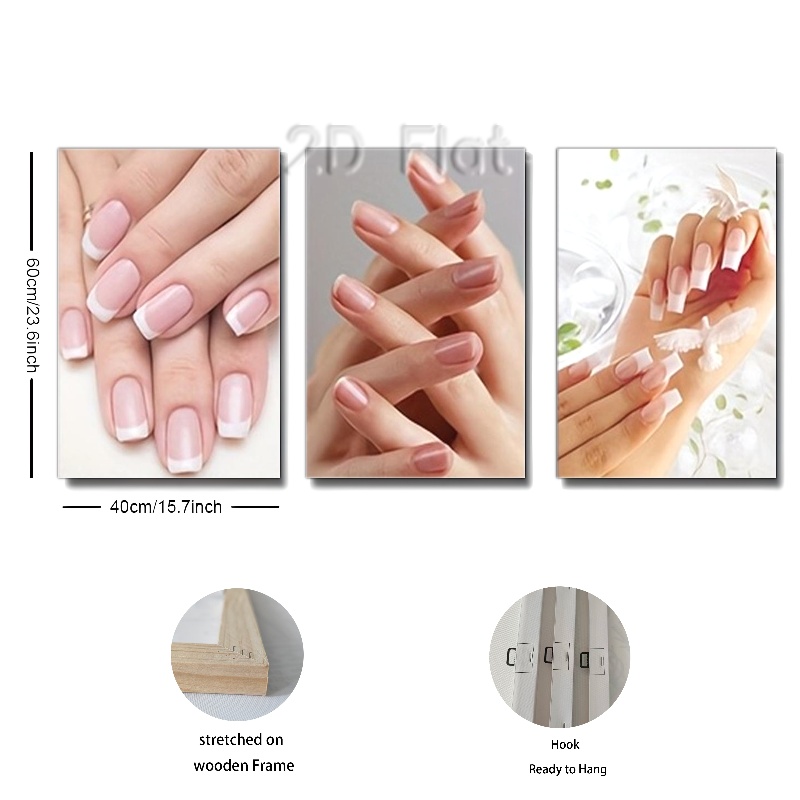 2D Flat
60cm/23.6inch
40cm/15.7inch
stretched on
wooden Frame
Hook
Ready to Hang